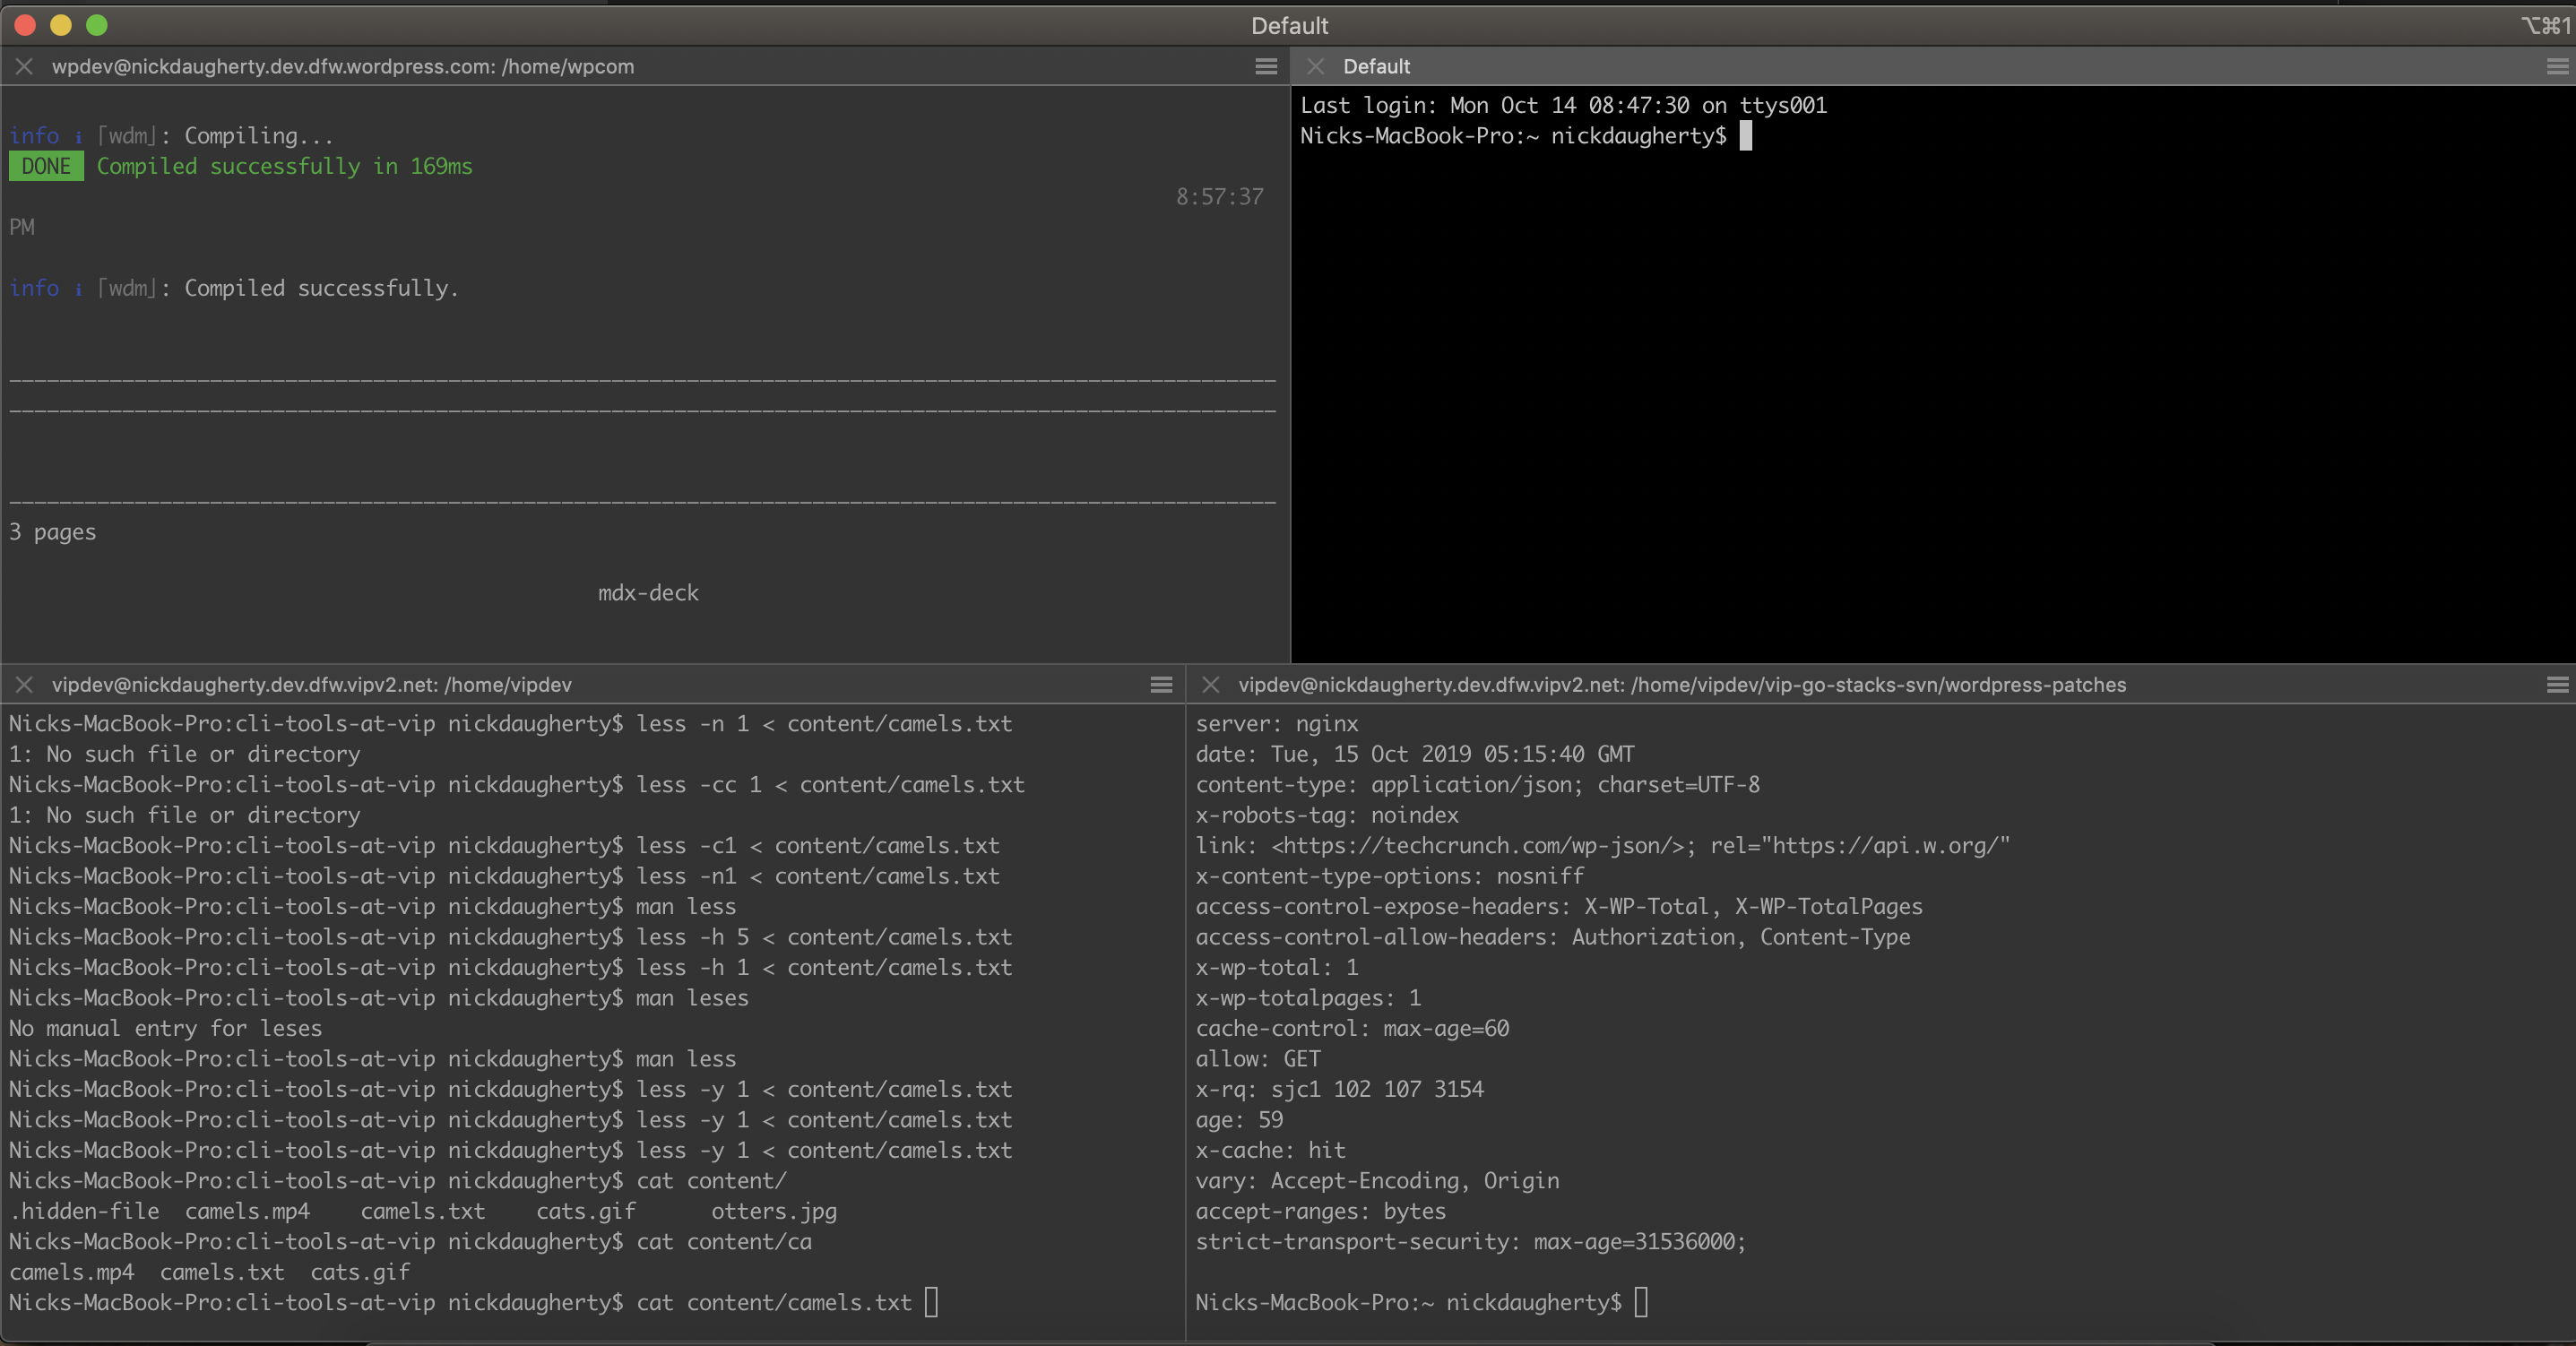 Default
⌥⌘1
wpdev@nickdaugherty.dev.dfw.wordpress.com: /home/wpcom
info ℹ ｢wdm｣: Compiling...
DONE Compiled successfully in 169ms
8:57:37
PM
info ℹ ｢wdm｣: Compiled successfully.
3 pages
mdx-deck
Default
Last login: Mon Oct 14 08:47:30 on ttys001
Nicks-MacBook-Pro:~ nickdaugherty$
vipdev@nickdaugherty.dev.dfw.vipv2.net: /home/vipdev
Nicks-MacBook-Pro:cli-tools-at-vip nickdaugherty$ less -n 1 < content/camels.txt
1: No such file or directory
Nicks-MacBook-Pro:cli-tools-at-vip nickdaugherty$ less -cc 1 < content/camels.txt
1: No such file or directory
Nicks-MacBook-Pro:cli-tools-at-vip nickdaugherty$ less -c1 < content/camels.txt
Nicks-MacBook-Pro:cli-tools-at-vip nickdaugherty$ less -n1 < content/camels.txt
Nicks-MacBook-Pro:cli-tools-at-vip nickdaugherty$ man less
Nicks-MacBook-Pro:cli-tools-at-vip nickdaugherty$ less -h 5 < content/camels.txt
Nicks-MacBook-Pro:cli-tools-at-vip nickdaugherty$ less -h 1 < content/camels.txt
Nicks-MacBook-Pro:cli-tools-at-vip nickdaugherty$ man leses
No manual entry for leses
Nicks-MacBook-Pro:cli-tools-at-vip nickdaugherty$ man less
Nicks-MacBook-Pro:cli-tools-at-vip nickdaugherty$ less -y 1 < content/camels.txt
Nicks-MacBook-Pro:cli-tools-at-vip nickdaugherty$ less -y 1 < content/camels.txt
Nicks-MacBook-Pro:cli-tools-at-vip nickdaugherty$ less -y 1 < content/camels.txt
Nicks-MacBook-Pro:cli-tools-at-vip nickdaugherty$ cat content/
.hidden-file camels.mp4 camels.txt cats.gif otters.jpg
Nicks-MacBook-Pro:cli-tools-at-vip nickdaugherty$ cat content/ca
camels.mp4 camels.txt cats.gif
Nicks-MacBook-Pro:cli-tools-at-vip nickdaugherty$ cat content/camels.txt
vipdev@nickdaugherty.dev.dfw.vipv2.net: /home/vipdev/vip-go-stacks-svn/wordpress-patches
server: nginx
date: Tue, 15 Oct 2019 05:15:40 GMT
content-type: application/json; charset=UTF-8
x-robots-tag: noindex
link: <https://techcrunch.com/wp-json/>; rel="https://api.w.org/"
x-content-type-options: nosniff
access-control-expose-headers: X-WP-Total, X-WP-TotalPages
access-control-allow-headers: Authorization, Content-Type
x-wp-total: 1
x-wp-totalpages: 1
cache-control: max-age=60
allow: GET
x-rq: sjc1 102 107 3154
age: 59
x-cache: hit
vary: Accept-Encoding, Origin
accept-ranges: bytes
strict-transport-security: max-age=31536000;
Nicks-MacBook-Pro:~ nickdaugherty$